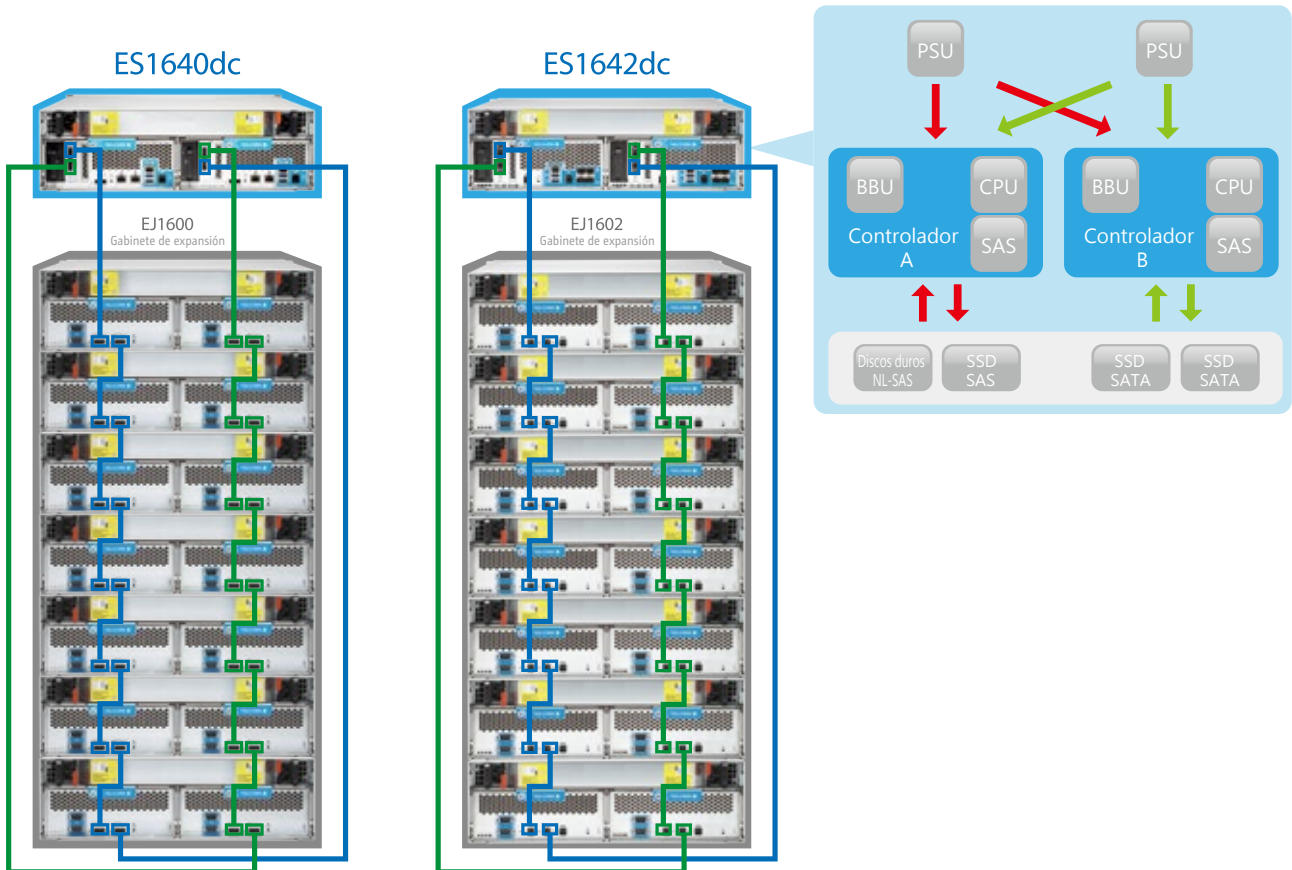 ES1640dc
EJ1600
Gabinete de expansión
ES1642dc
EJ1602
Gabinete de expansión
PSU
PSU
BBU
CPU
Controlador
A
SAS
BBU
CPU
Controlador
B
SAS
Discos duros
NL-SAS
SSD
SAS
SSD
SATA
SSD
SATA